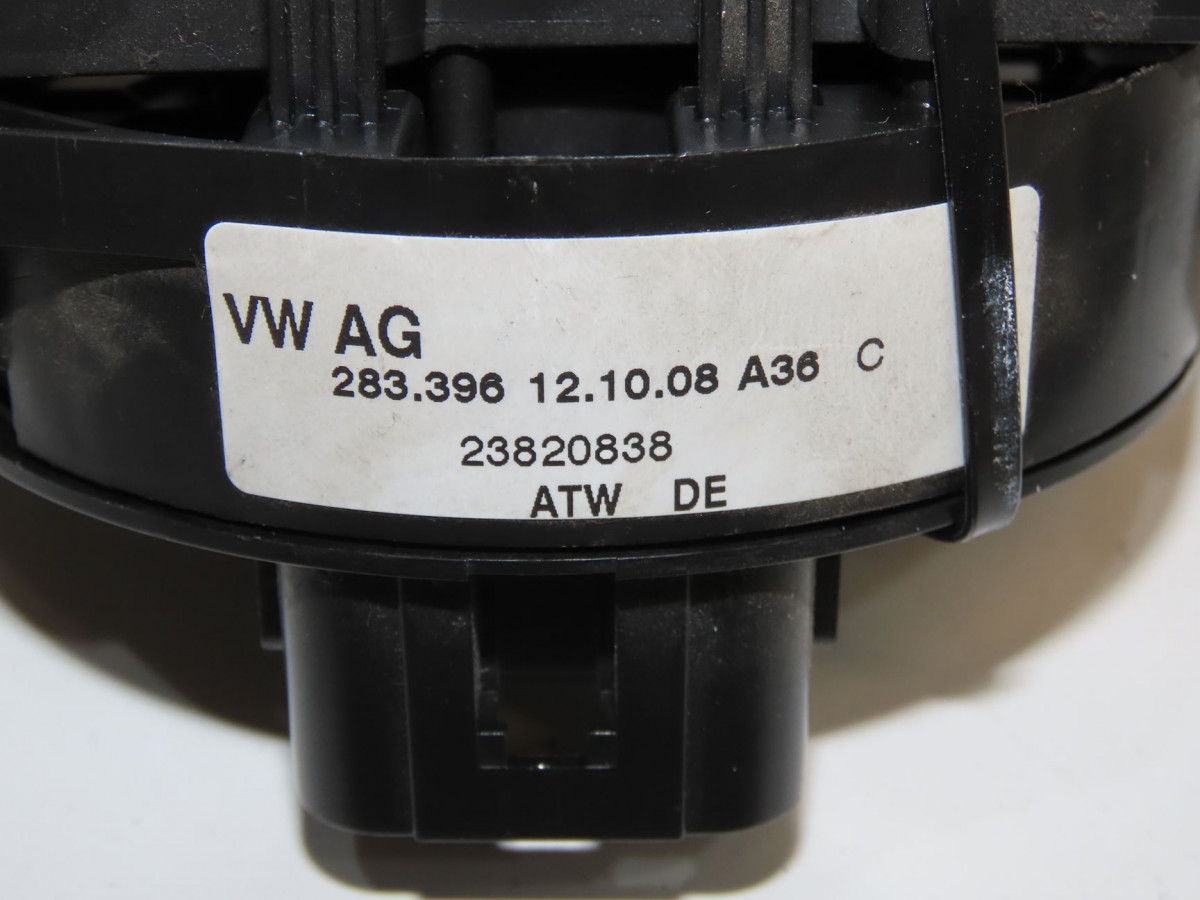 VW AG
283.396 12.10.08 A36 C
23820838
ATW DE